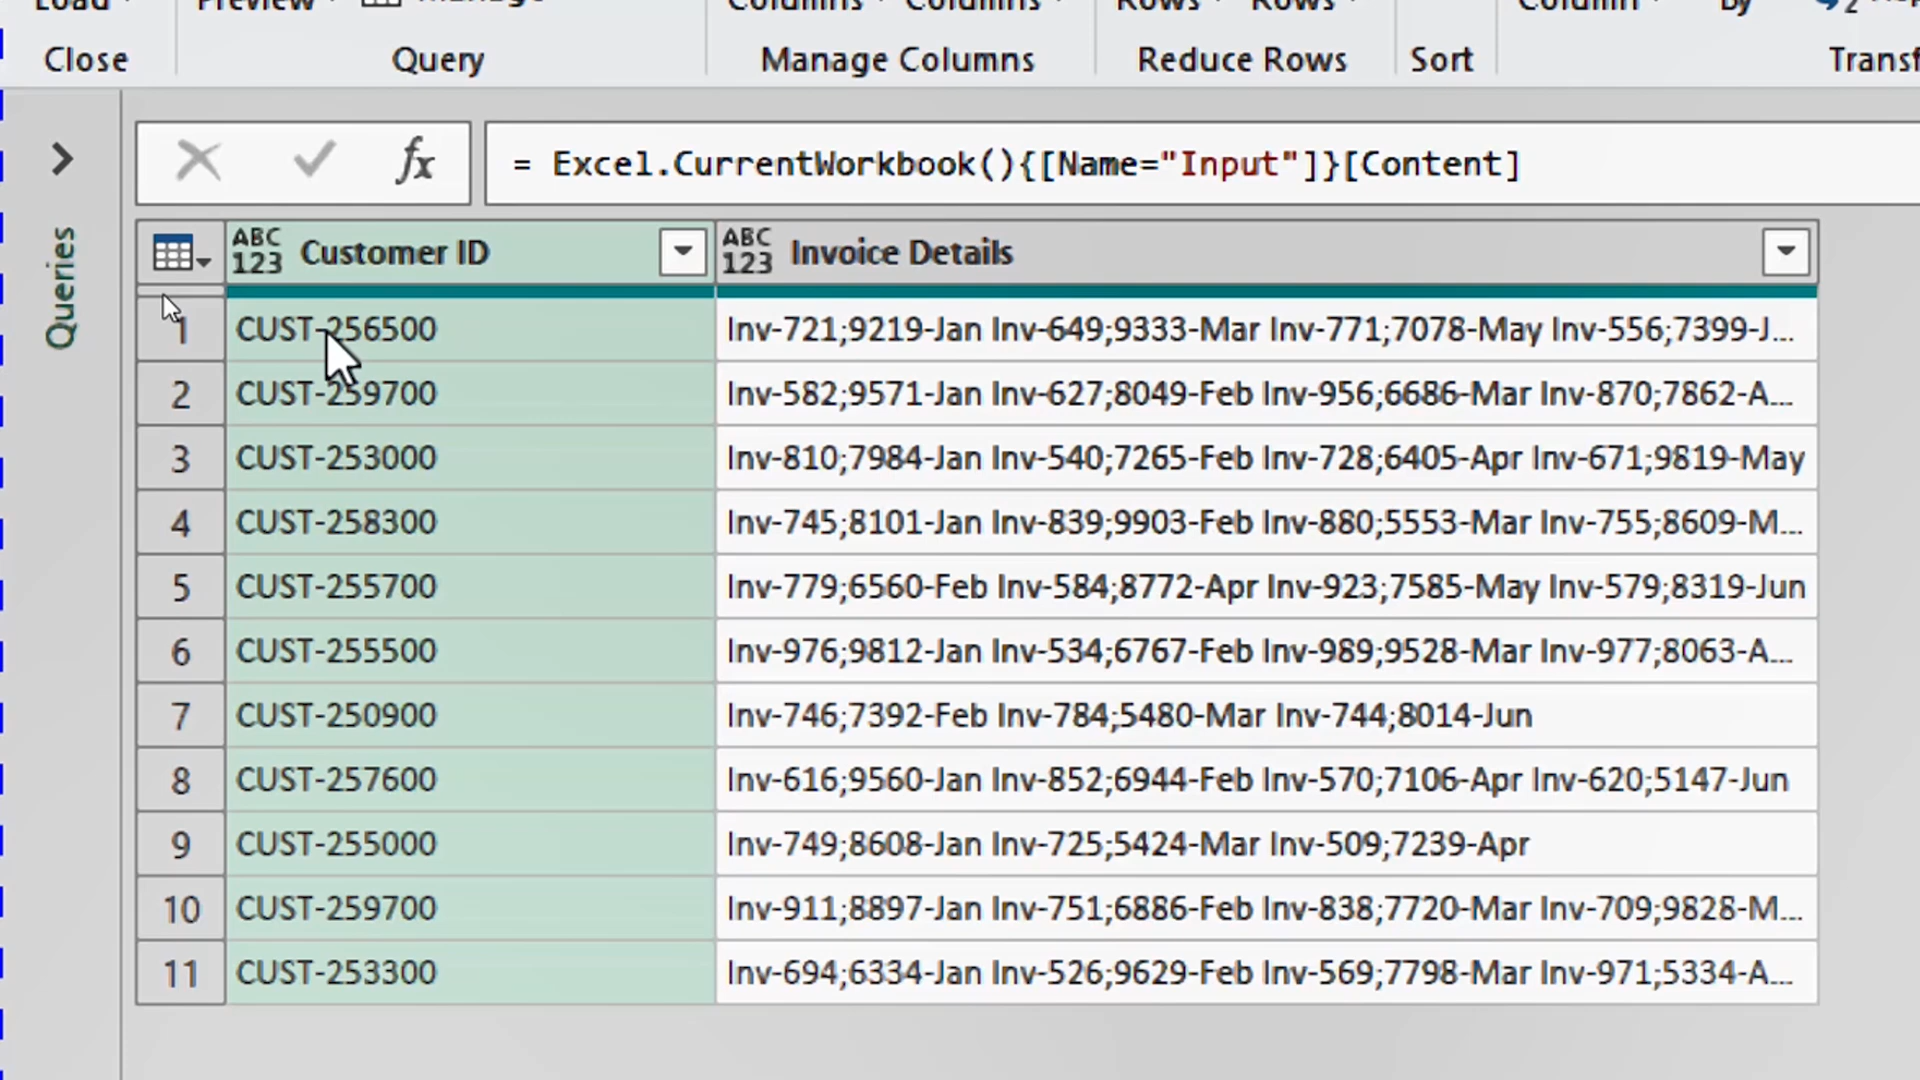 Close Query Manage Columns Reduce Rows Sort
fx = Excel.CurrentWorkbook(){[Name="Input"]}[Content]
Queries
ABC 123 Customer ID ABC 123 Invoice Details
1 CUST-256500 Inv-721;9219-Jan Inv-649;9333-Mar Inv-771;7078-May Inv-556;7399-J...
2 CUST-259700 Inv-582;9571-Jan Inv-627;8049-Feb Inv-956;6686-Mar Inv-870;7862-A...
3 CUST-253000 Inv-810;7984-Jan Inv-540;7265-Feb Inv-728;6405-Apr Inv-671;9819-May
4 CUST-258300 Inv-745;8101-Jan Inv-839;9903-Feb Inv-880;5553-Mar Inv-755;8609-M...
5 CUST-255700 Inv-779;6560-Feb Inv-584;8772-Apr Inv-923;7585-May Inv-579;8319-Jun
6 CUST-255500 Inv-976;9812-Jan Inv-534;6767-Feb Inv-989;9528-Mar Inv-977;8063-A...
7 CUST-250900 Inv-746;7392-Feb Inv-784;5480-Mar Inv-744;8014-Jun
8 CUST-257600 Inv-616;9560-Jan Inv-852;6944-Feb Inv-570;7106-Apr Inv-620;5147-Jun
9 CUST-255000 Inv-749;8608-Jan Inv-725;5424-Mar Inv-509;7239-Apr
10 CUST-259700 Inv-911;8897-Jan Inv-751;6886-Feb Inv-838;7720-Mar Inv-709;9828-M...
11 CUST-253300 Inv-694;6334-Jan Inv-526;9629-Feb Inv-569;7798-Mar Inv-971;5334-A...